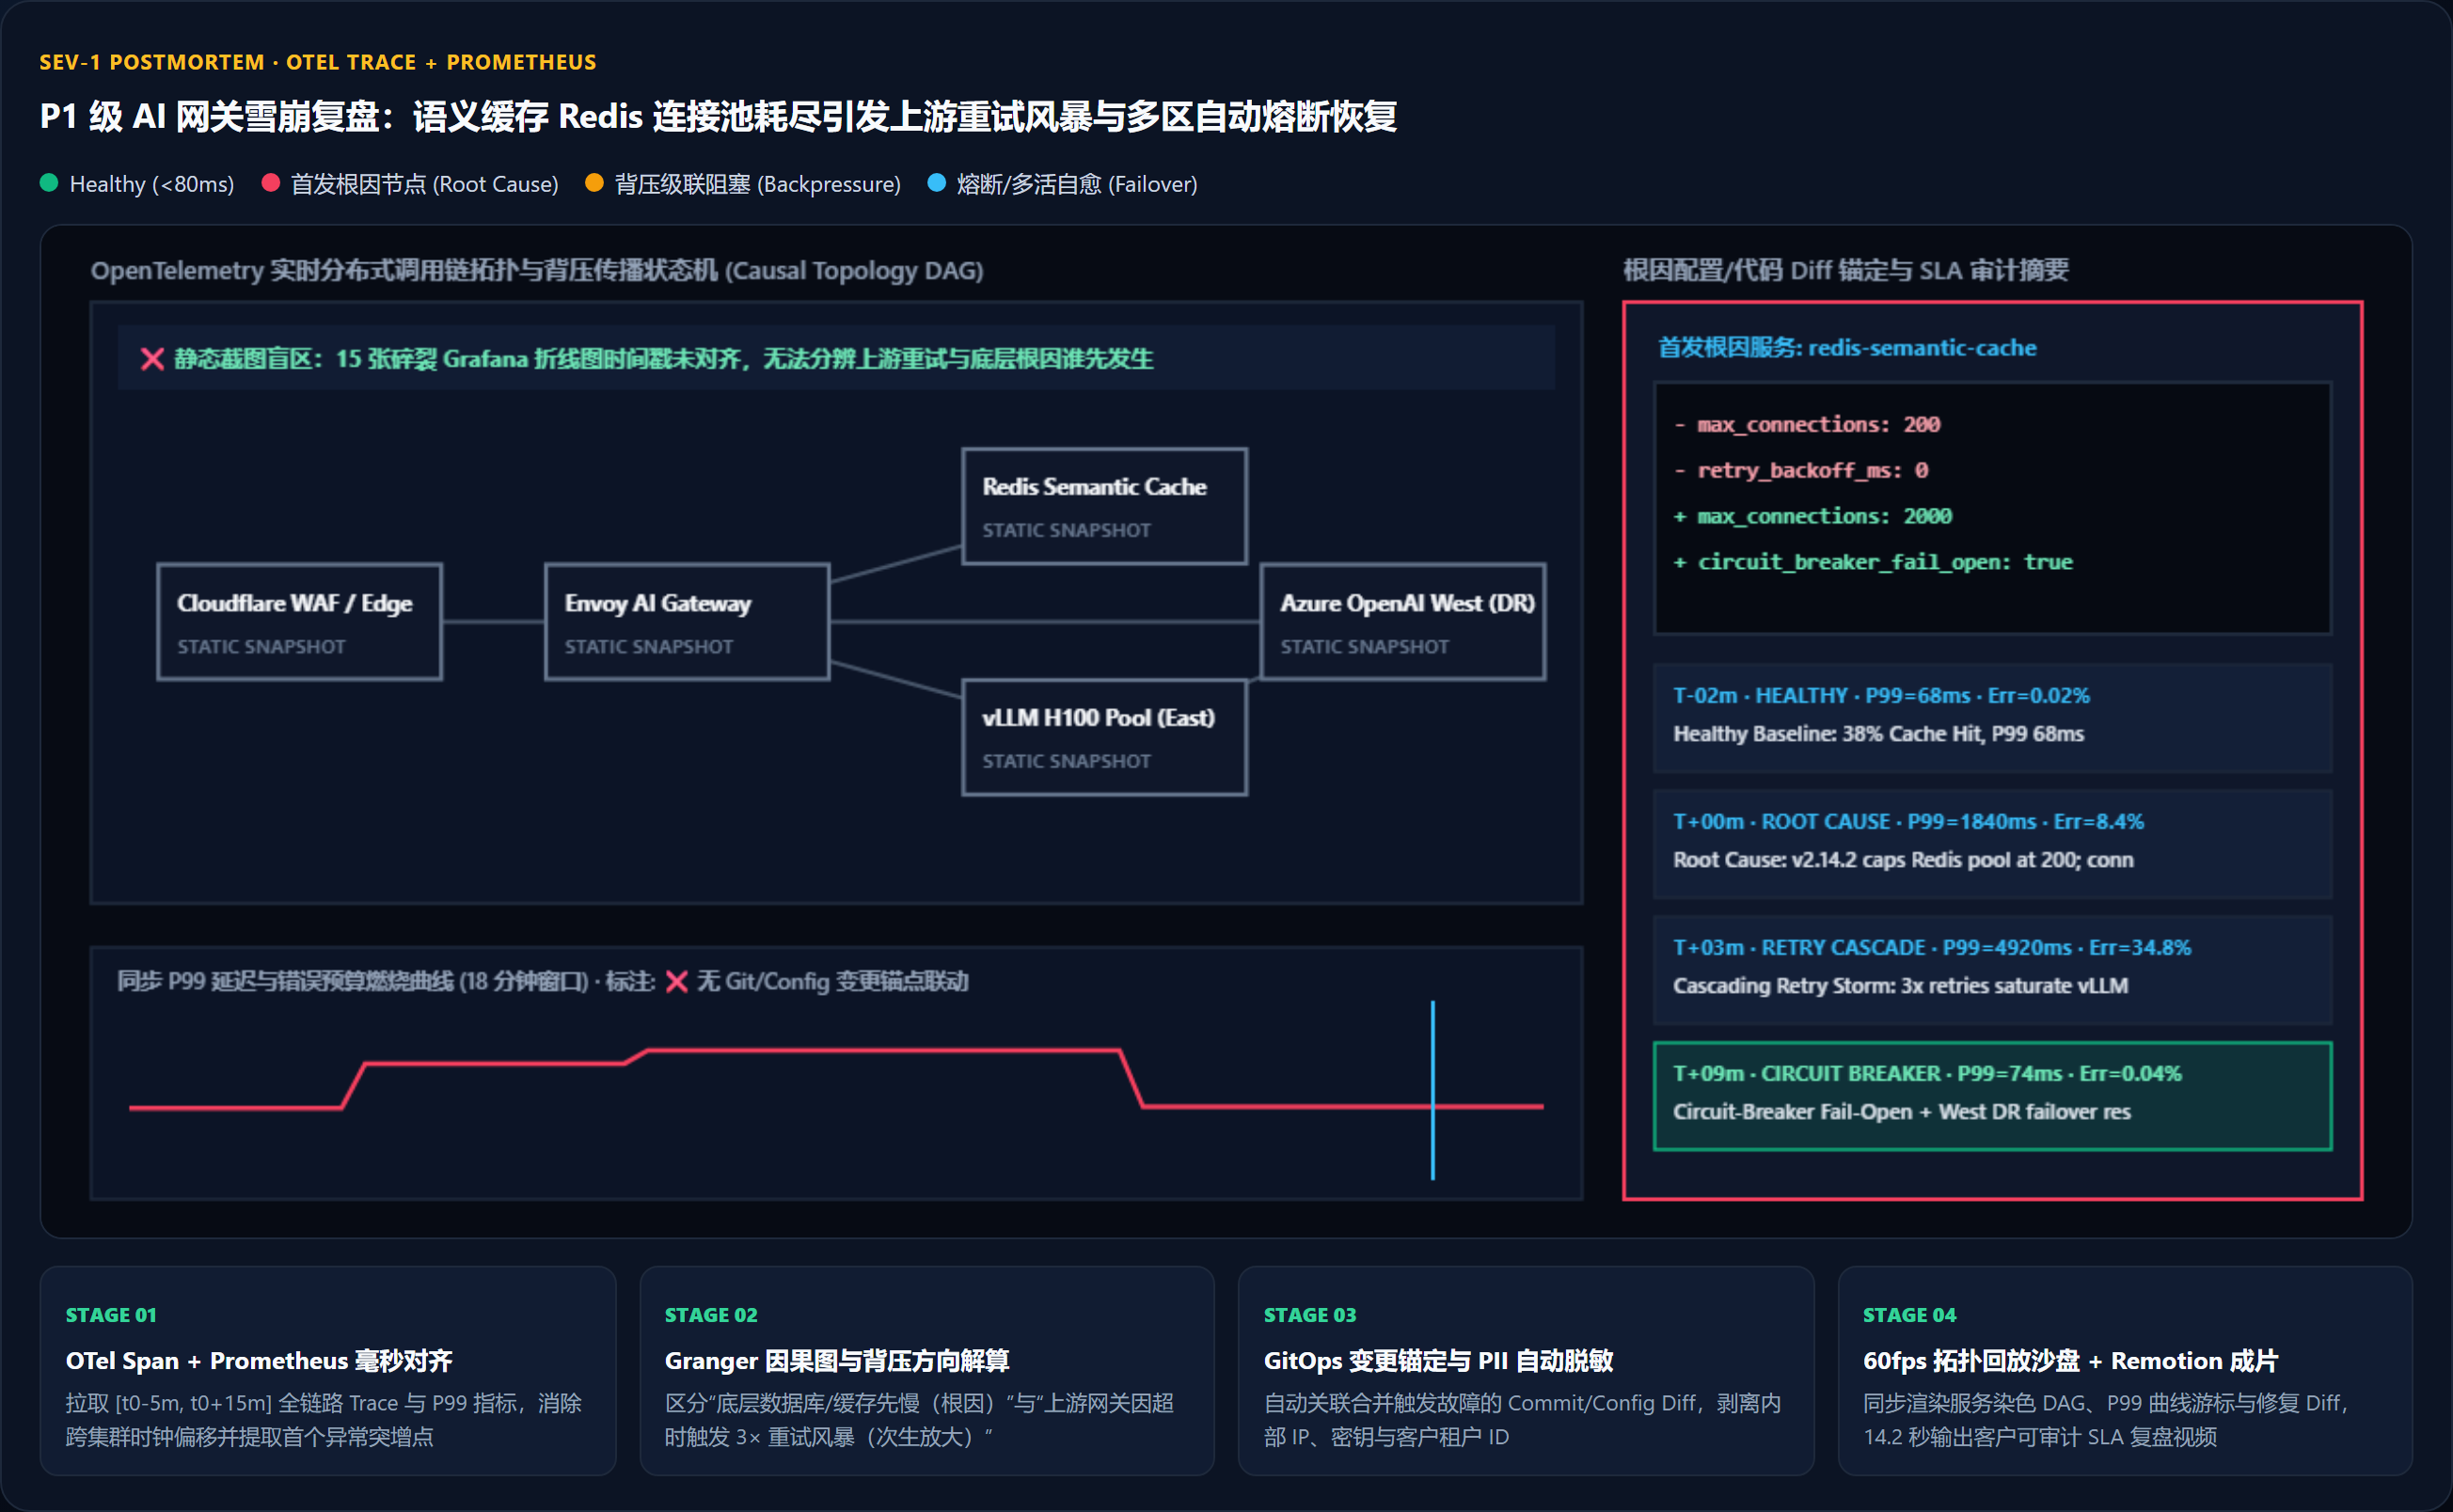 SEV-1 POSTMORTEM · OTEL TRACE + PROMETHEUS
P1 级 AI 网关雪崩复盘：语义缓存 Redis 连接池耗尽引发上游重试风暴与多区自动熔断恢复
Healthy (<80ms)
首发根因节点 (Root Cause)
背压级联阻塞 (Backpressure)
熔断/多活自愈 (Failover)
OpenTelemetry 实时分布式调用链拓扑与背压传播状态机 (Causal Topology DAG)
❌ 静态截图盲区：15 张碎裂 Grafana 折线图时间戳未对齐，无法分辨上游重试与底层根因谁先发生
Redis Semantic Cache
STATIC SNAPSHOT
Cloudflare WAF / Edge
STATIC SNAPSHOT
Envoy AI Gateway
STATIC SNAPSHOT
Azure OpenAI West (DR)
STATIC SNAPSHOT
vLLM H100 Pool (East)
STATIC SNAPSHOT
同步 P99 延迟与错误预算燃烧曲线 (18 分钟窗口) · 标注: ❌ 无 Git/Config 变更锚点联动
根因配置/代码 Diff 锚定与 SLA 审计摘要
首发根因服务: redis-semantic-cache
- max_connections: 200
- retry_backoff_ms: 0
+ max_connections: 2000
+ circuit_breaker_fail_open: true
T-02m · HEALTHY · P99=68ms · Err=0.02%
Healthy Baseline: 38% Cache Hit, P99 68ms
T+00m · ROOT CAUSE · P99=1840ms · Err=8.4%
Root Cause: v2.14.2 caps Redis pool at 200; conn
T+03m · RETRY CASCADE · P99=4920ms · Err=34.8%
Cascading Retry Storm: 3x retries saturate vLLM
T+09m · CIRCUIT BREAKER · P99=74ms · Err=0.04%
Circuit-Breaker Fail-Open + West DR failover res
STAGE 01
OTel Span + Prometheus 毫秒对齐
拉取 [t0-5m, t0+15m] 全链路 Trace 与 P99 指标，消除
跨集群时钟偏移并提取首个异常突增点
STAGE 02
Granger 因果图与背压方向解算
区分“底层数据库/缓存先慢（根因）”与“上游网关因超
时触发 3× 重试风暴（次生放大）”
STAGE 03
GitOps 变更锚定与 PII 自动脱敏
自动关联合并触发故障的 Commit/Config Diff，剥离内
部 IP、密钥与客户租户 ID
STAGE 04
60fps 拓扑回放沙盘 + Remotion 成片
同步渲染服务染色 DAG、P99 曲线游标与修复 Diff，
14.2 秒输出客户可审计 SLA 复盘视频